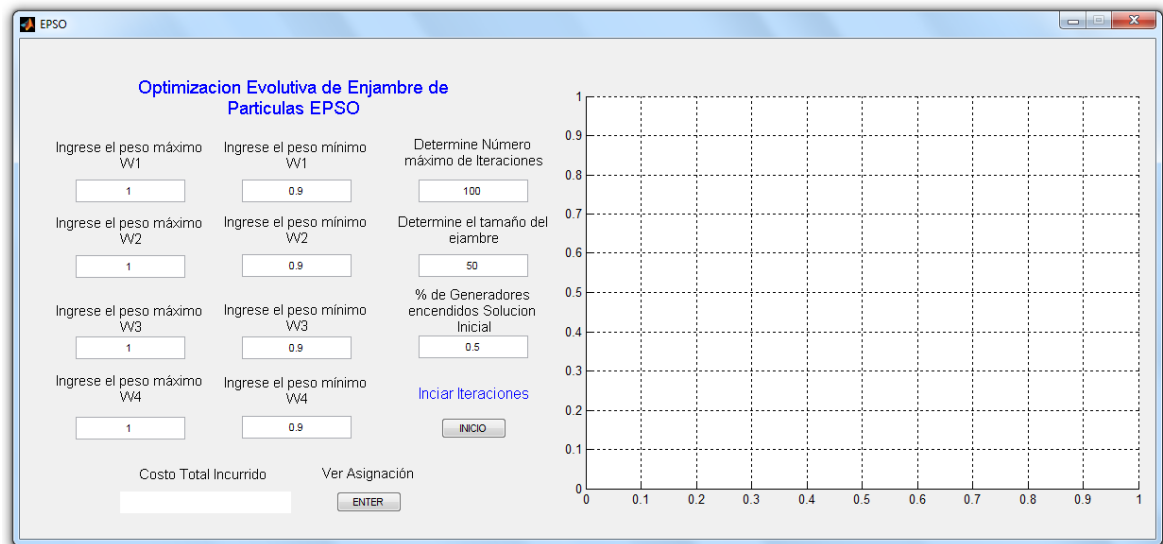 EPSO
Optimizacion Evolutiva de Enjambre de
Particulas EPSO
Ingrese el peso máximo
W1
1
Ingrese el peso mínimo
W1
0.9
Determine Número
máximo de Iteraciones
100
Ingrese el peso máximo
W2
1
Ingrese el peso mínimo
W2
0.9
Determine el tamaño del
ejambre
50
Ingrese el peso máximo
W3
1
Ingrese el peso mínimo
W3
0.9
% de Generadores
encendidos Solucion
Inicial
0.5
Ingrese el peso máximo
W4
1
Ingrese el peso mínimo
W4
0.9
Inciar Iteraciones
INICIO
Costo Total Incurrido
Ver Asignación
ENTER
1
0.9
0.8
0.7
0.6
0.5
0.4
0.3
0.2
0.1
0
0 0.1 0.2 0.3 0.4 0.5 0.6 0.7 0.8 0.9 1